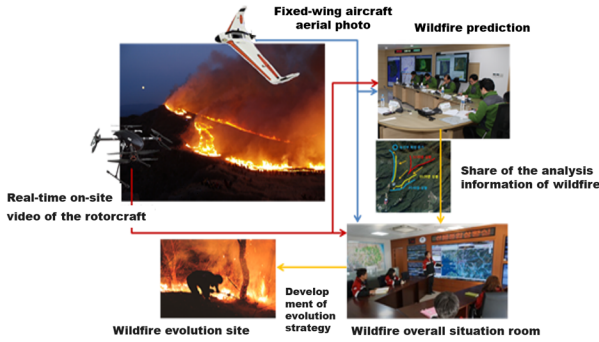 Fixed-wing aircraft
aerial photo
Wildfire prediction
Share of the analysis
information of wildfire
Real-time on-site
video of the rotorcraft
Develop
ment of
evolution
strategy
Wildfire evolution site
Wildfire overall situation room